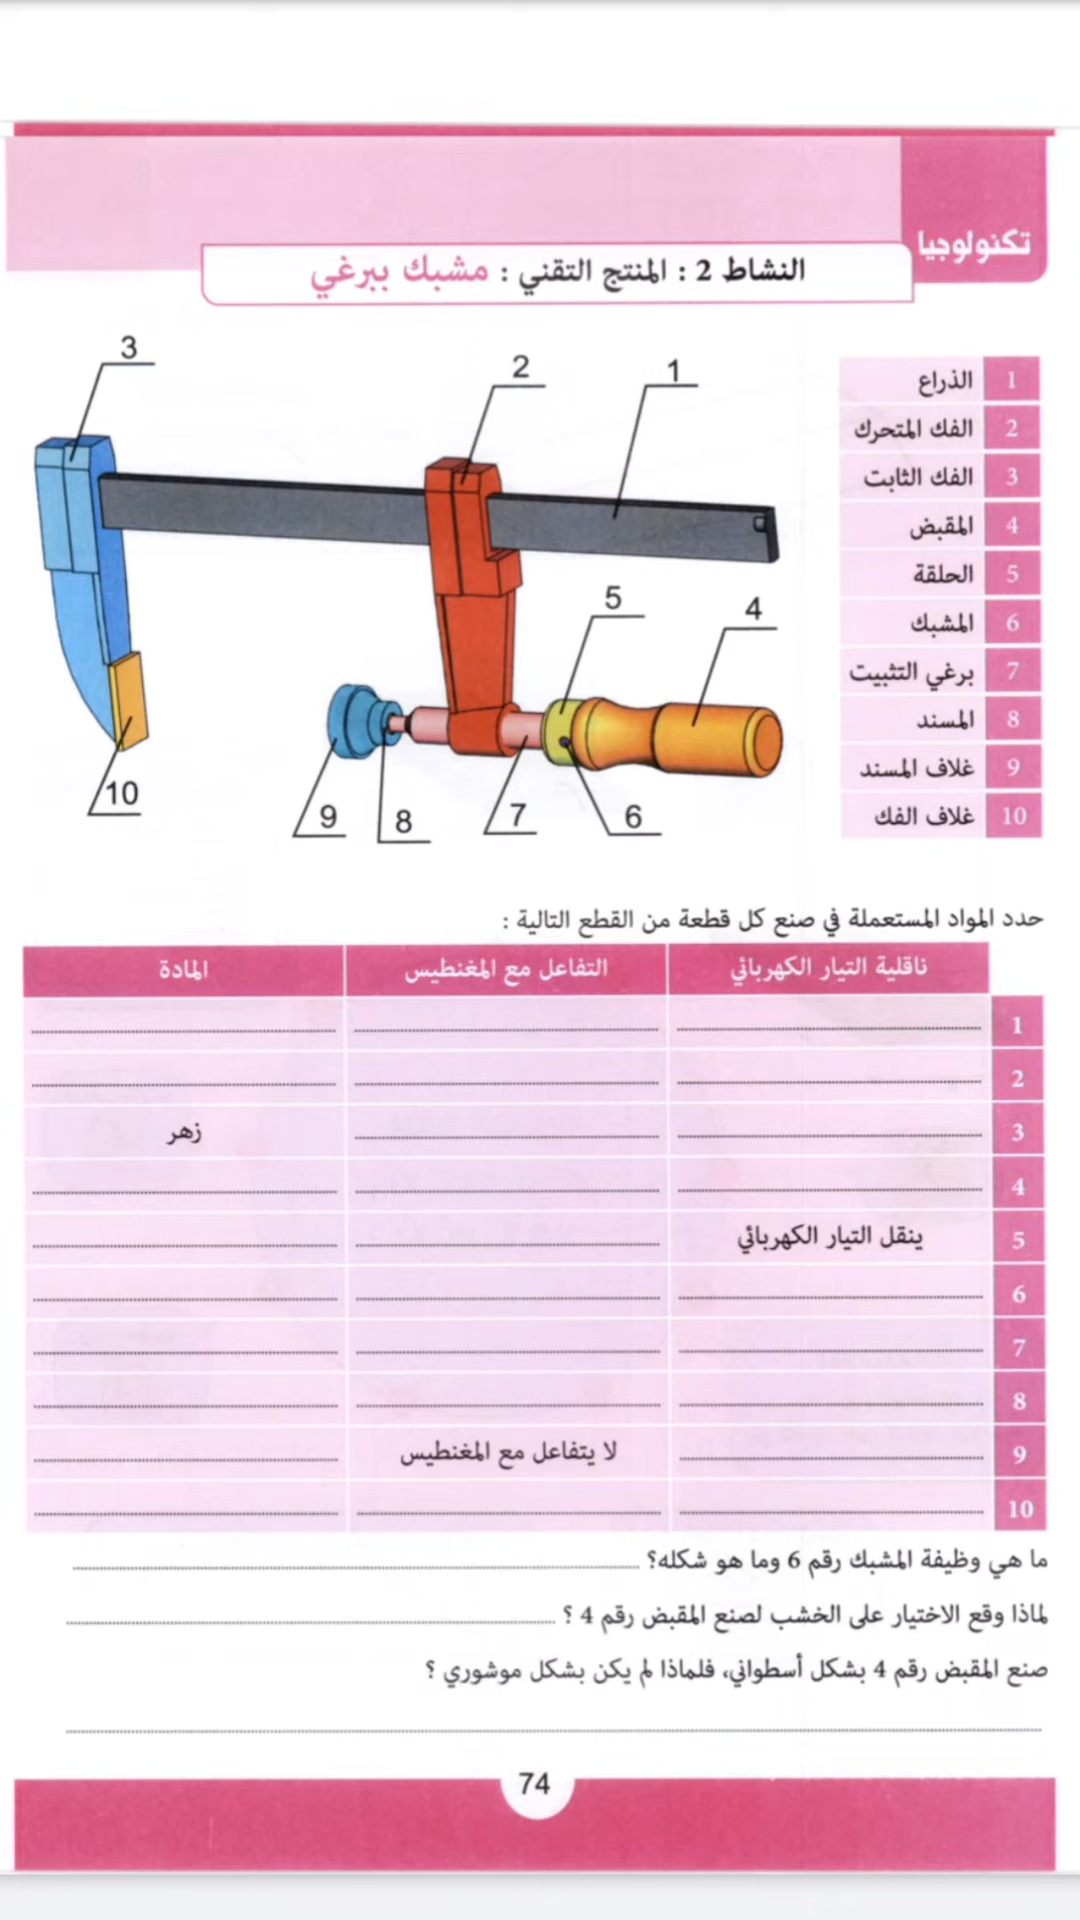 تكنولوجيا
النشاط 2 : المنتج التقني : مشبك ببرغي
3
2
1
5
4
10
9
8
7
6
1 الذراع
2 الفك المتحرك
3 الفك الثابت
4 المقبض
5 الحلقة
6 المشبك
7 برغي التثبيت
8 المسند
9 غلاف المسند
10 غلاف الفك
حدد المواد المستعملة في صنع كل قطعة من القطع التالية :
ناقلية التيار الكهربائي التفاعل مع المغنطيس المادة
1
2
3 زهر
4
5 ينقل التيار الكهربائي
6
7
8
9 لا يتفاعل مع المغنطيس
10
ما هي وظيفة المشبك رقم 6 وما هو شكله؟
لماذا وقع الاختيار على الخشب لصنع المقبض رقم 4 ؟
صنع المقبض رقم 4 بشكل أسطواني، فلماذا لم يكن بشكل موشوري ؟
74